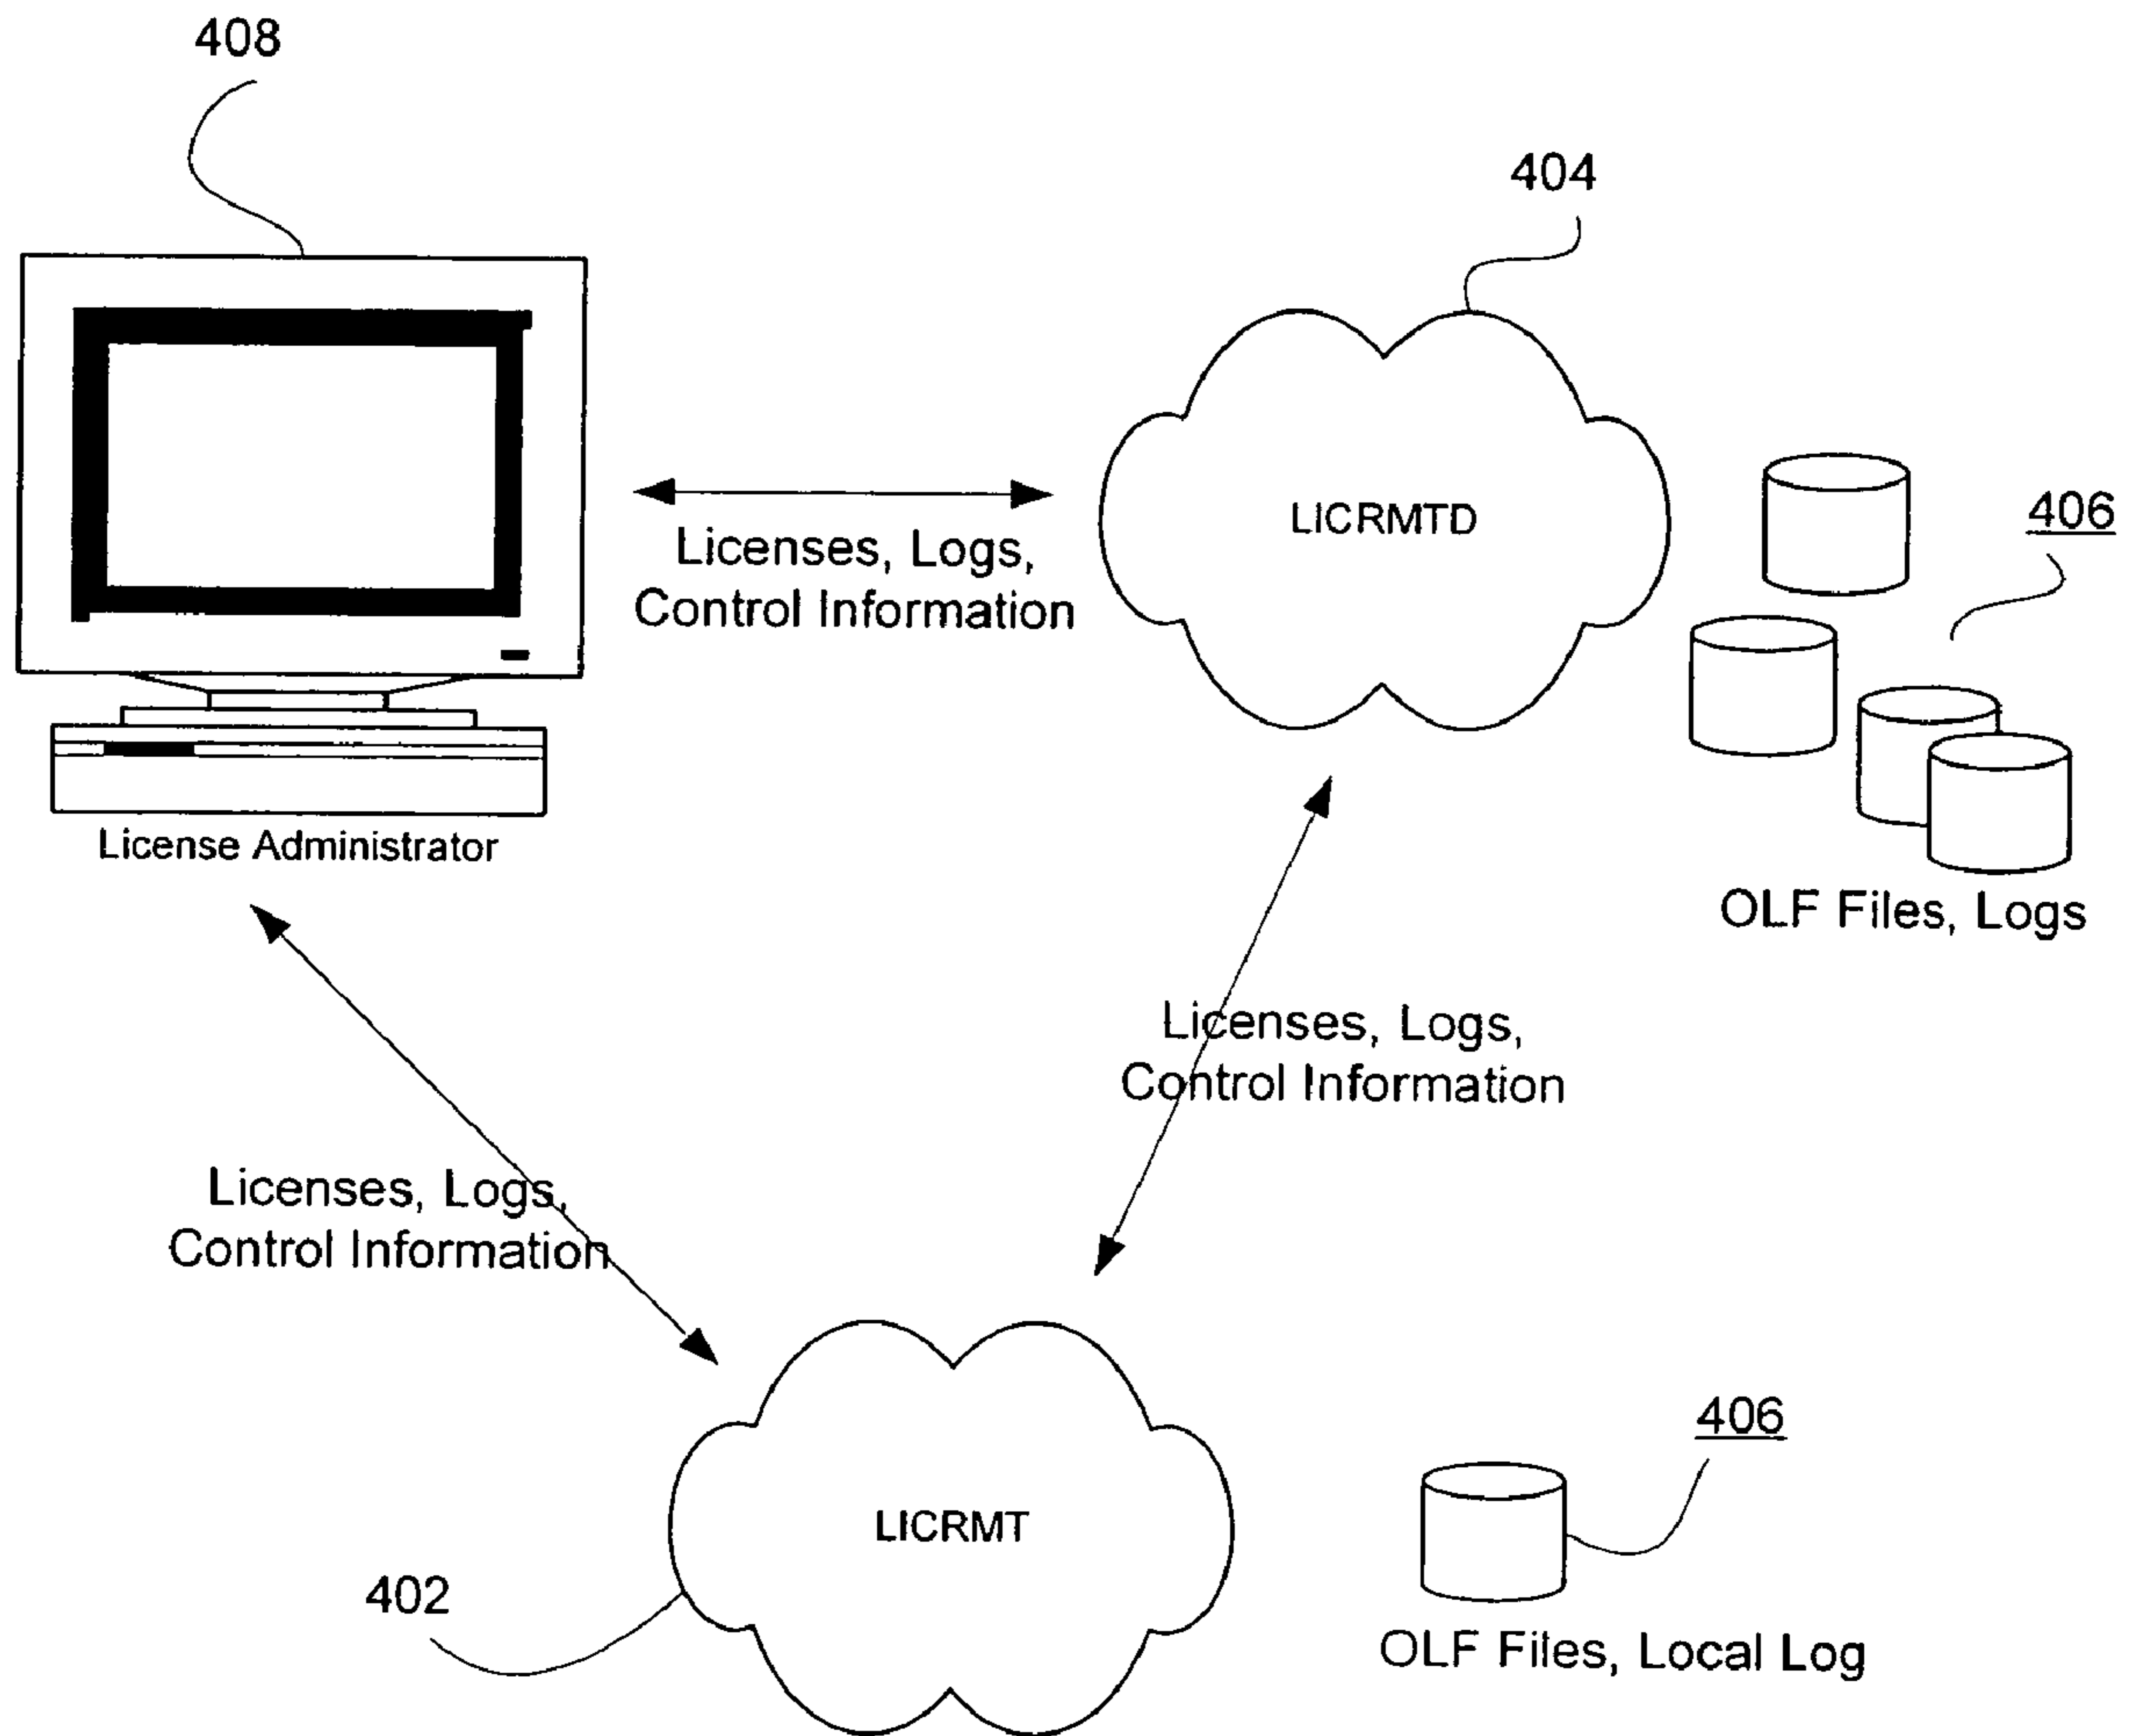 408
404
LICRMTD
406
Licenses, Logs,
Control Information
License Administrator
OLF Files, Logs
Licenses, Logs,
Control Information
Licenses, Logs,
Control Information
406
LICRMT
402
OLF Files, Local Log